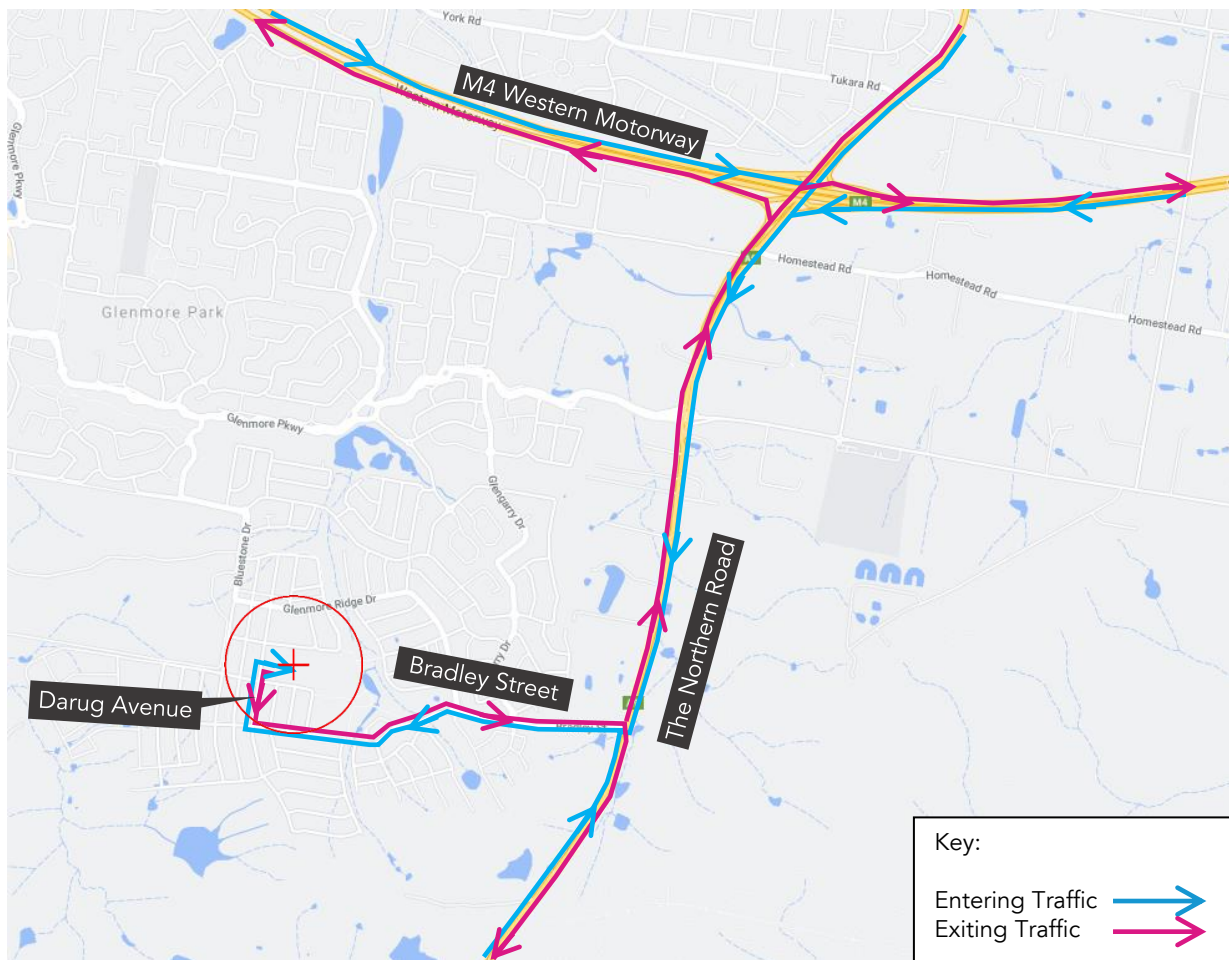 York Rd
M4 Western Motorway
Western Motorway
Tukara Rd
Glenmore Pkwy
M4
Homestead Rd
Homestead Rd
Homestead Rd
Glenmore Park
Glenmore Pkwy
Glengarry Dr
Bluestone Dr
The Northern Road
Glenmore Ridge Dr
Bradley Street
Darug Avenue
Key:
Entering Traffic
Exiting Traffic